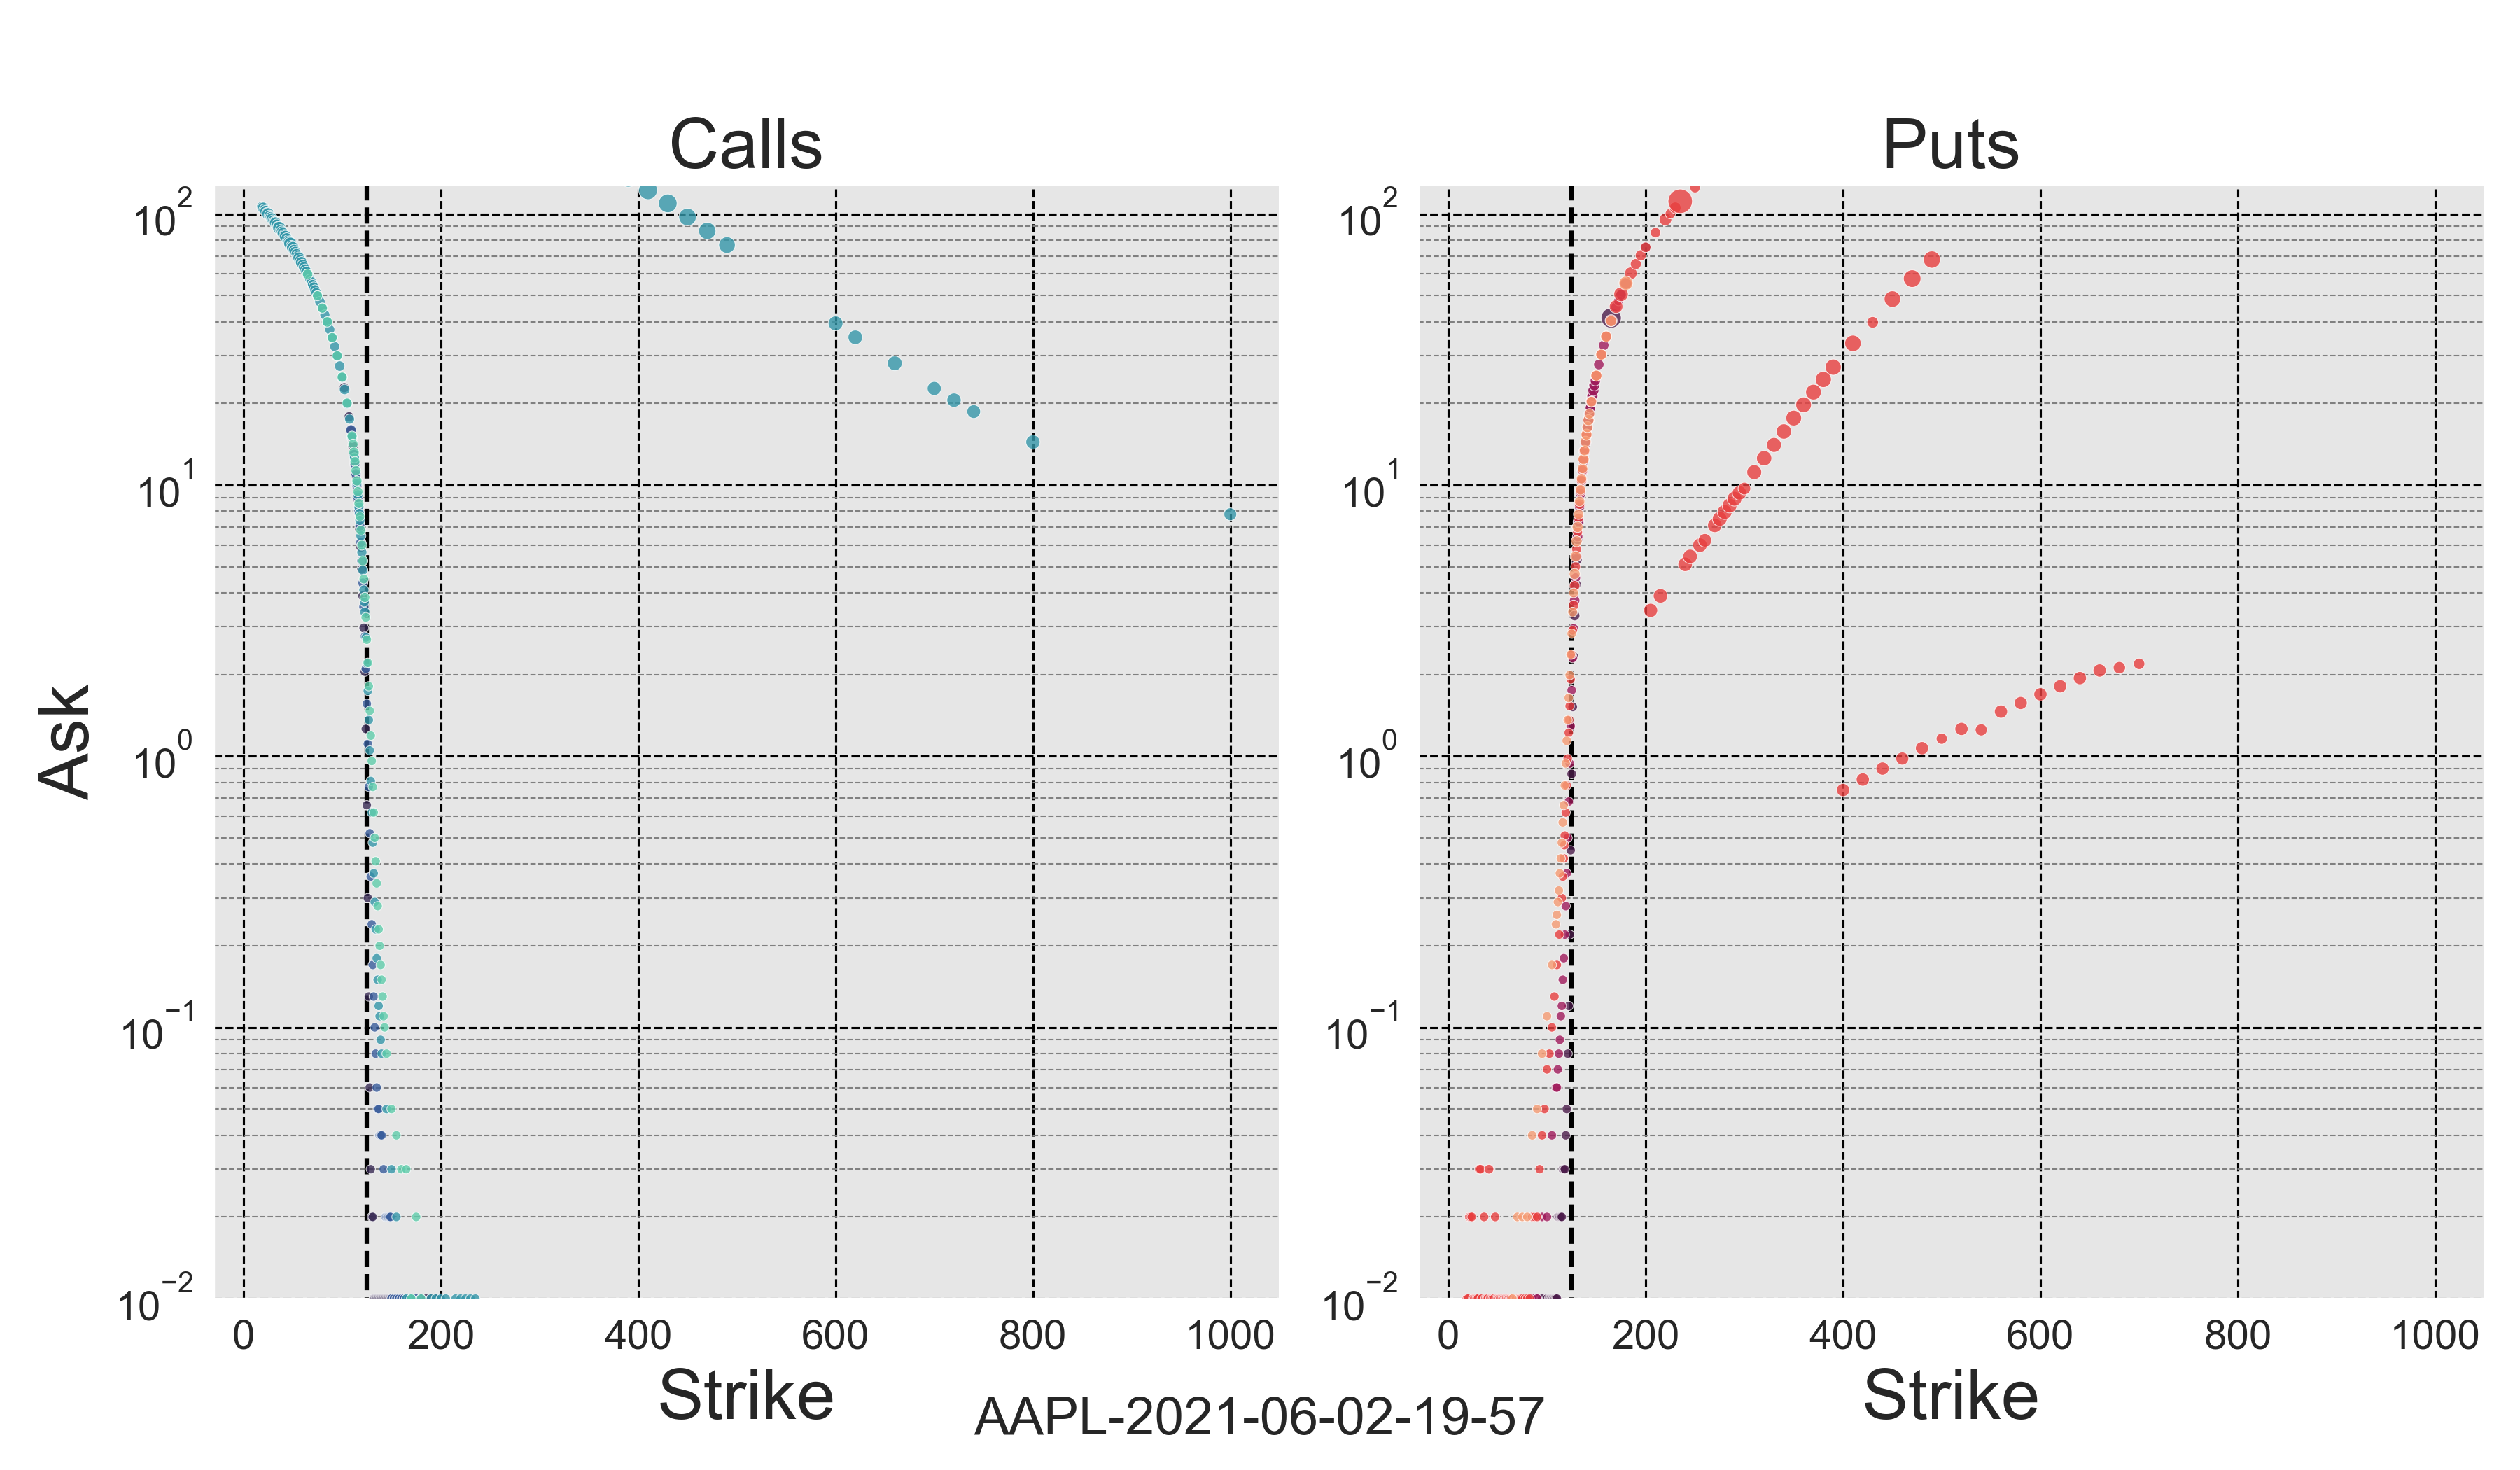 Calls Puts
10^2 10^2
10^1 10^1
Ask
10^0 10^0
10^−1 10^−1
10^−2 10^−2
0 200 400 600 800 1000 0 200 400 600 800 1000
Strike Strike
AAPL-2021-06-02-19-57